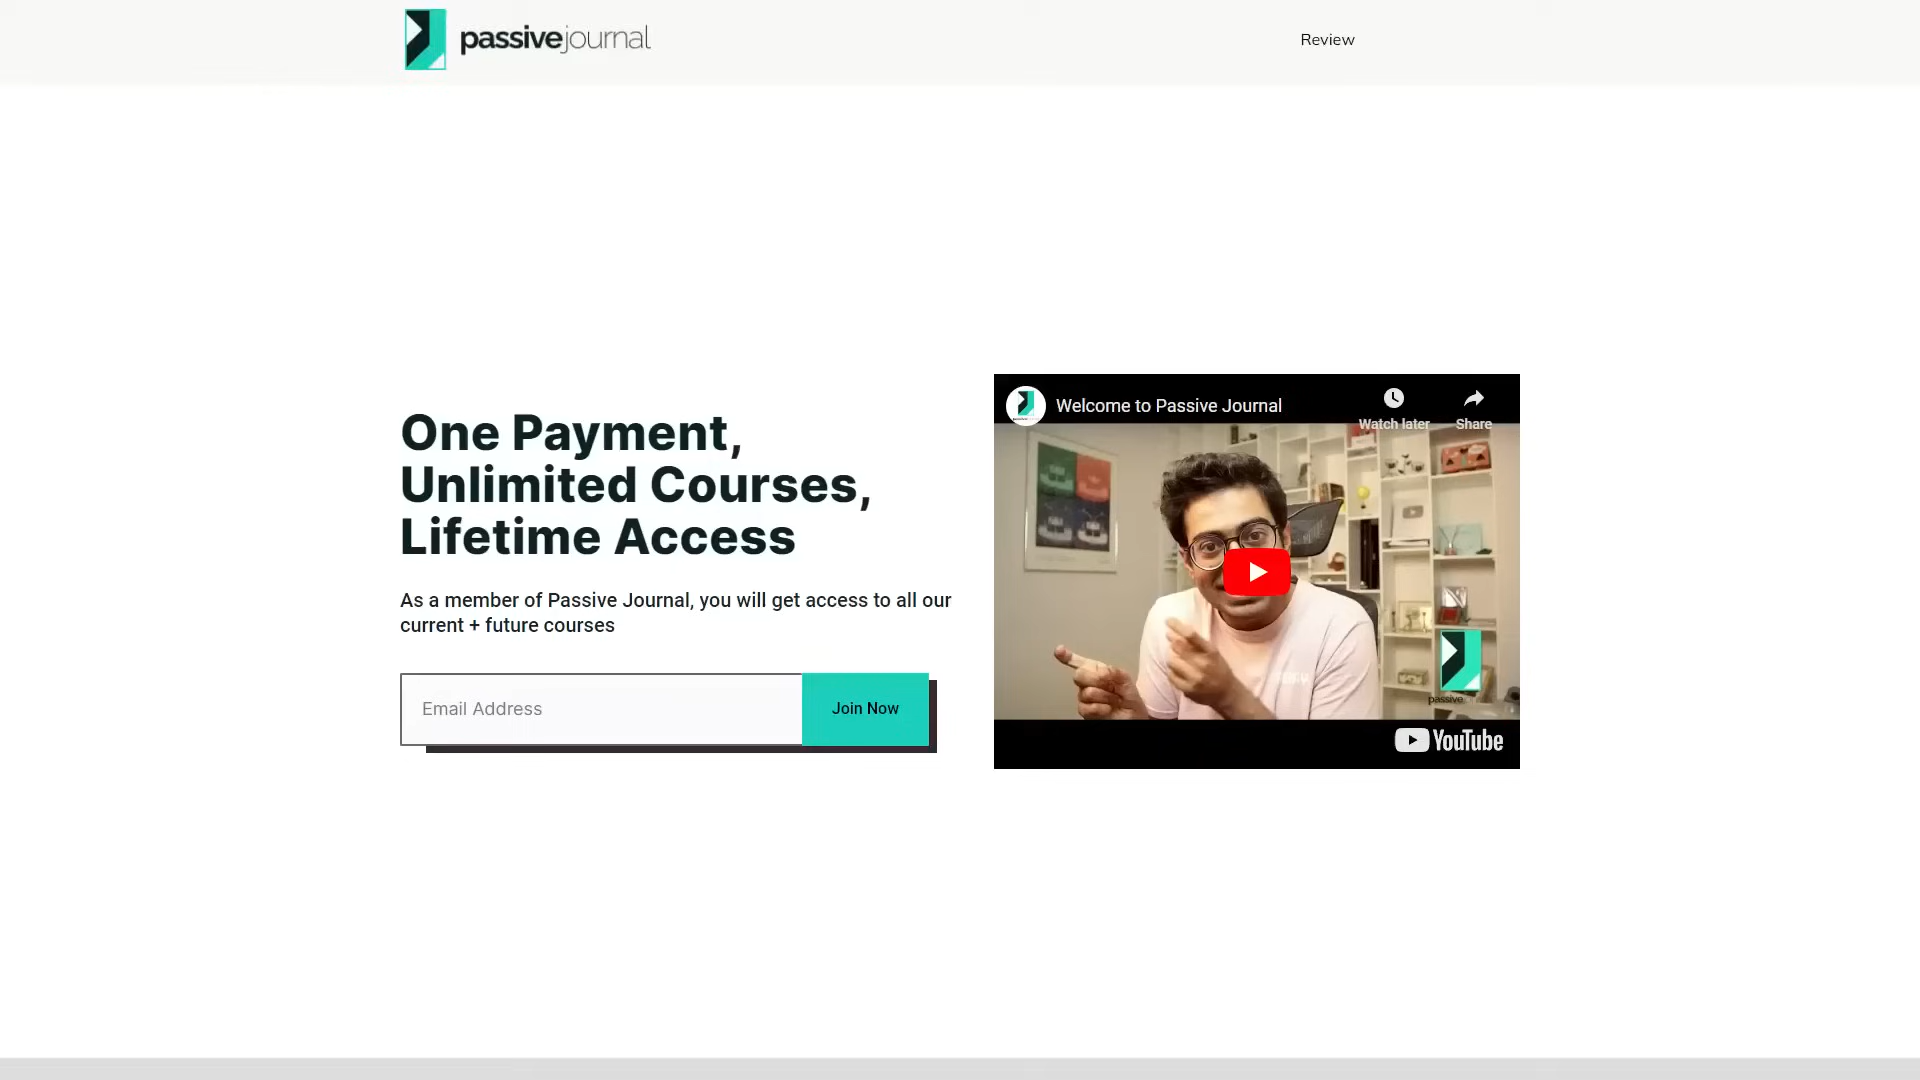 passivejournal
Review
One Payment,
Unlimited Courses,
Lifetime Access
As a member of Passive Journal, you will get access to all our
current + future courses
Email Address
Join Now
Welcome to Passive Journal
Watch later
Share
passive
YouTube